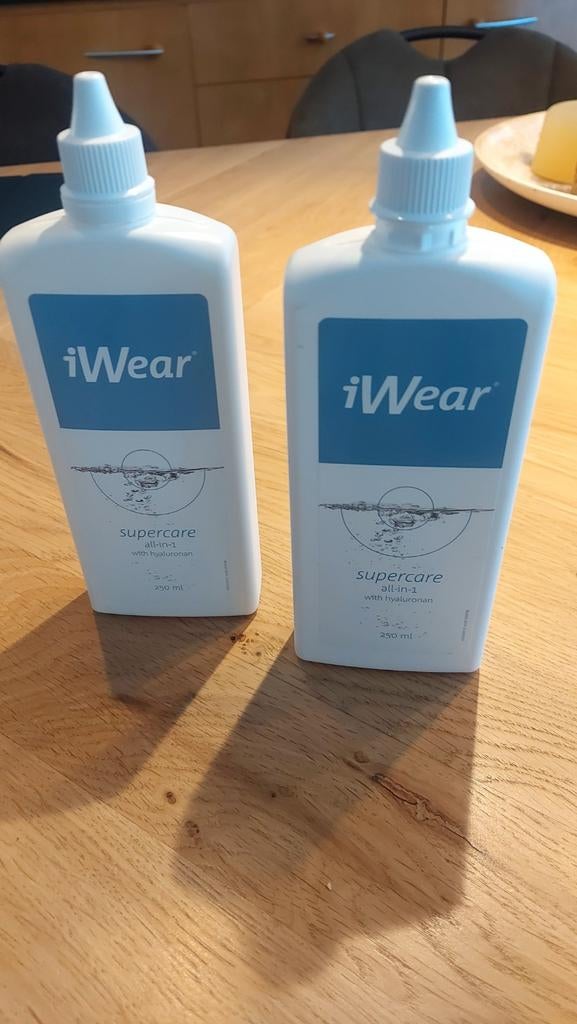 iWear®
supercare
all-in-1
with hyaluronan
250 ml
iWear®
supercare
all-in-1
with hyaluronan
250 ml